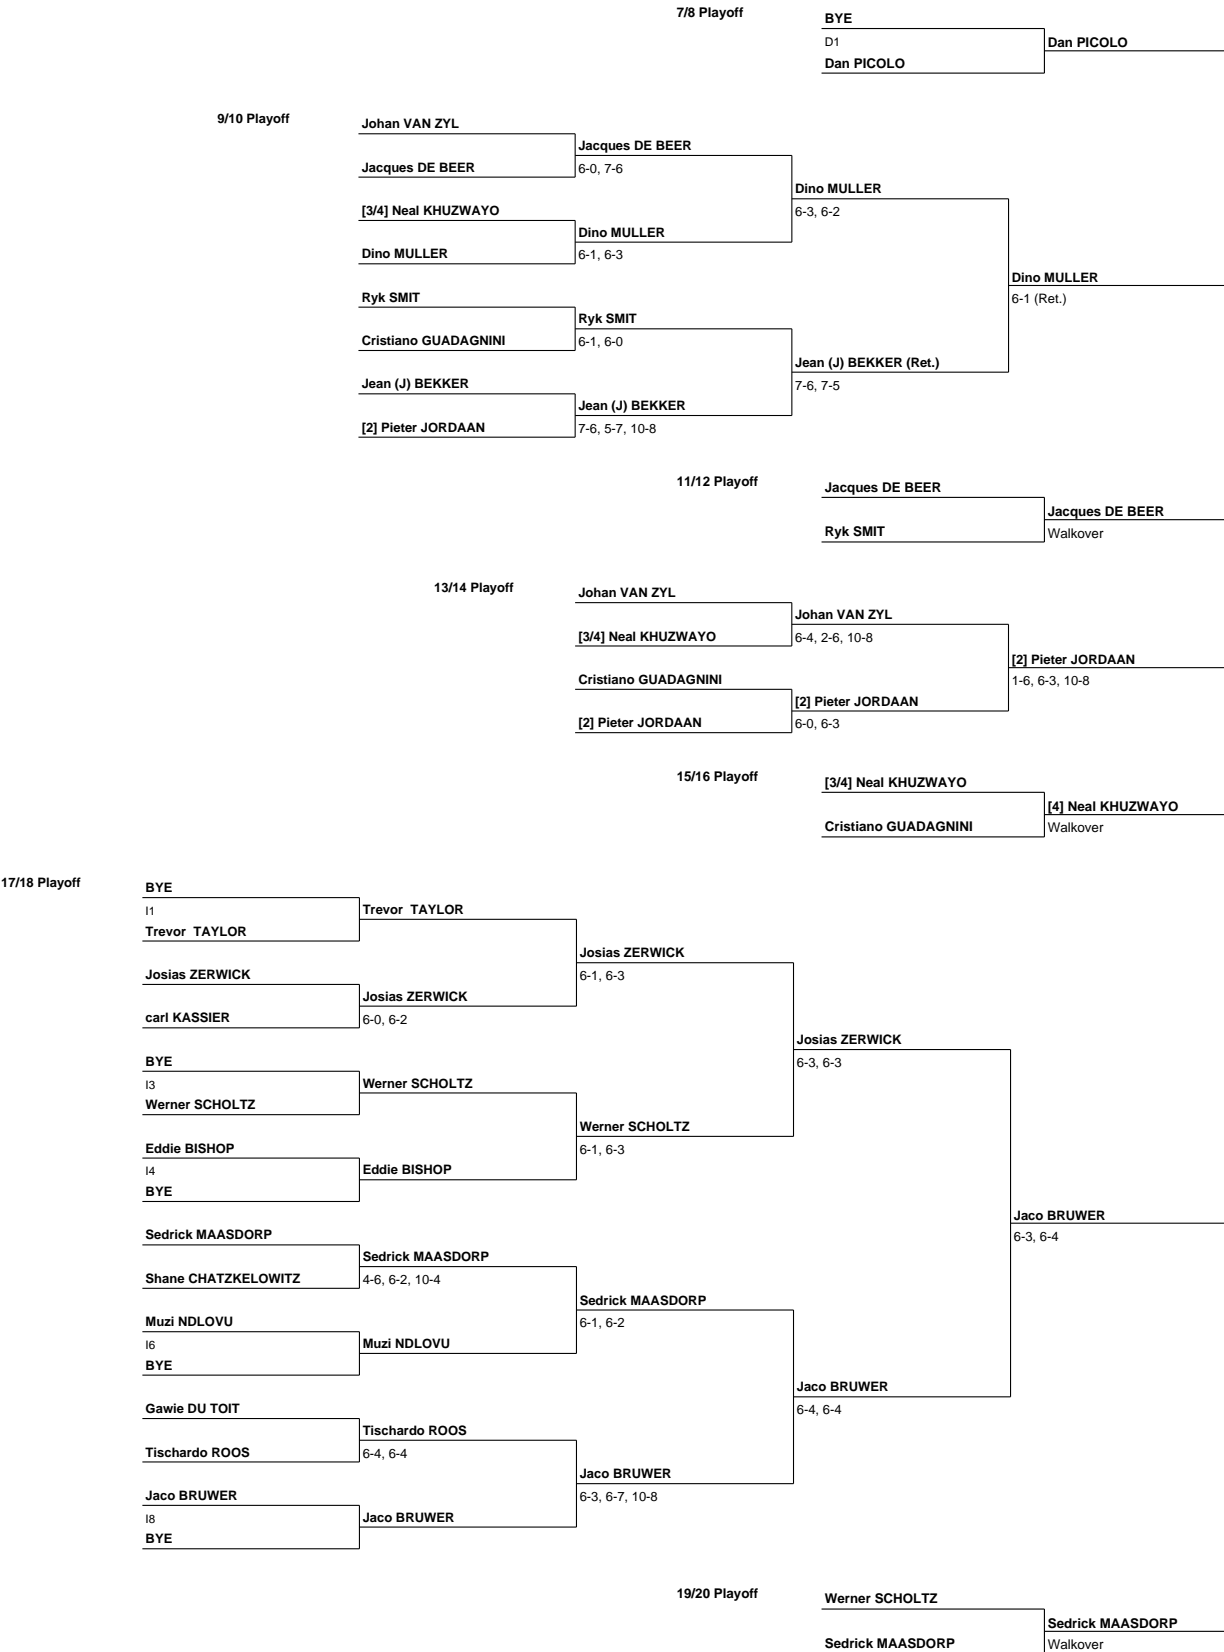 7/8 Playoff
BYE
D1
Dan PICOLO
Dan PICOLO
9/10 Playoff
Johan VAN ZYL
Jacques DE BEER
Jacques DE BEER
6-0, 7-6
Dino MULLER
[3/4] Neal KHUZWAYO
6-3, 6-2
Dino MULLER
Dino MULLER
6-1, 6-3
Dino MULLER
Ryk SMIT
6-1 (Ret.)
Ryk SMIT
Cristiano GUADAGNINI
6-1, 6-0
Jean (J) BEKKER (Ret.)
Jean (J) BEKKER
7-6, 7-5
Jean (J) BEKKER
[2] Pieter JORDAAN
7-6, 5-7, 10-8
11/12 Playoff
Jacques DE BEER
Jacques DE BEER
Ryk SMIT
Walkover
13/14 Playoff
Johan VAN ZYL
Johan VAN ZYL
[3/4] Neal KHUZWAYO
6-4, 2-6, 10-8
[2] Pieter JORDAAN
Cristiano GUADAGNINI
1-6, 6-3, 10-8
[2] Pieter JORDAAN
[2] Pieter JORDAAN
6-0, 6-3
15/16 Playoff
[3/4] Neal KHUZWAYO
[4] Neal KHUZWAYO
Cristiano GUADAGNINI
Walkover
17/18 Playoff
BYE
I1
Trevor TAYLOR
Trevor TAYLOR
Josias ZERWICK
Josias ZERWICK
6-1, 6-3
Josias ZERWICK
carl KASSIER
6-0, 6-2
Josias ZERWICK
BYE
6-3, 6-3
I3
Werner SCHOLTZ
Werner SCHOLTZ
Werner SCHOLTZ
Eddie BISHOP
6-1, 6-3
I4
Eddie BISHOP
BYE
Jaco BRUWER
Sedrick MAASDORP
6-3, 6-4
Sedrick MAASDORP
Shane CHATZKELOWITZ
4-6, 6-2, 10-4
Sedrick MAASDORP
Muzi NDLOVU
6-1, 6-2
I6
Muzi NDLOVU
BYE
Jaco BRUWER
Gawie DU TOIT
6-4, 6-4
Tischardo ROOS
Tischardo ROOS
6-4, 6-4
Jaco BRUWER
Jaco BRUWER
6-3, 6-7, 10-8
I8
Jaco BRUWER
BYE
19/20 Playoff
Werner SCHOLTZ
Sedrick MAASDORP
Sedrick MAASDORP
Walkover